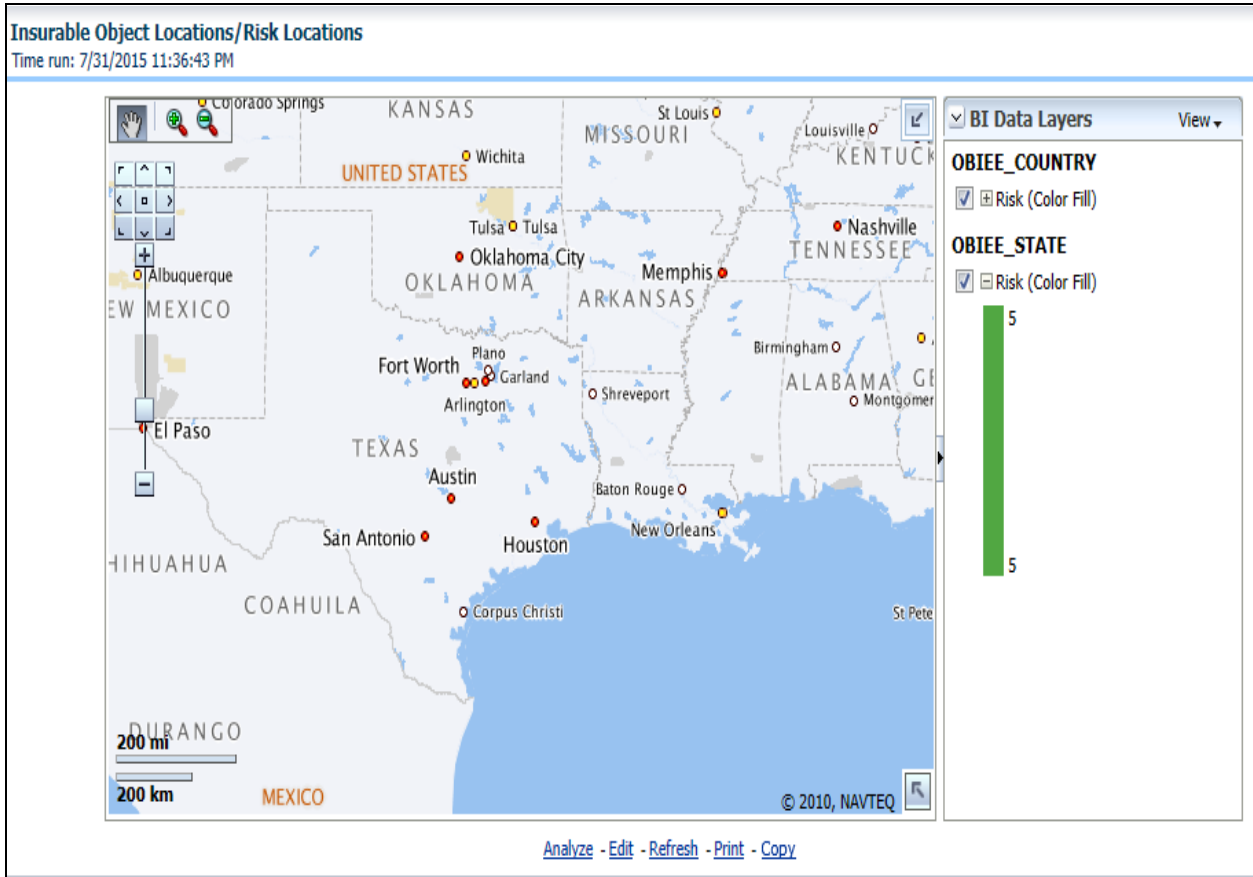 Insurable Object Locations/Risk Locations
Time run: 7/31/2015 11:36:43 PM
Colorado Springs
KANSAS
St Louis
MISSOURI
Louisville
KENTUCK
Wichita
UNITED STATES
Tulsa
Tulsa
Nashville
TENNESSEE
Oklahoma City
OKLAHOMA
Memphis
ARKANSAS
Albuquerque
EW MEXICO
Plano
Fort Worth
Garland
Arlington
Birmingham
ALABAMA
GE
Montgomer
Shreveport
El Paso
TEXAS
Austin
Baton Rouge
New Orleans
San Antonio
Houston
HIHUAHUA
COAHUILA
Corpus Christi
St Pete
DURANGO
200 mi
200 km
MEXICO
© 2010, NAVTEQ
BI Data Layers
View
OBIEE_COUNTRY
Risk (Color Fill)
OBIEE_STATE
Risk (Color Fill)
5
5
Analyze - Edit - Refresh - Print - Copy